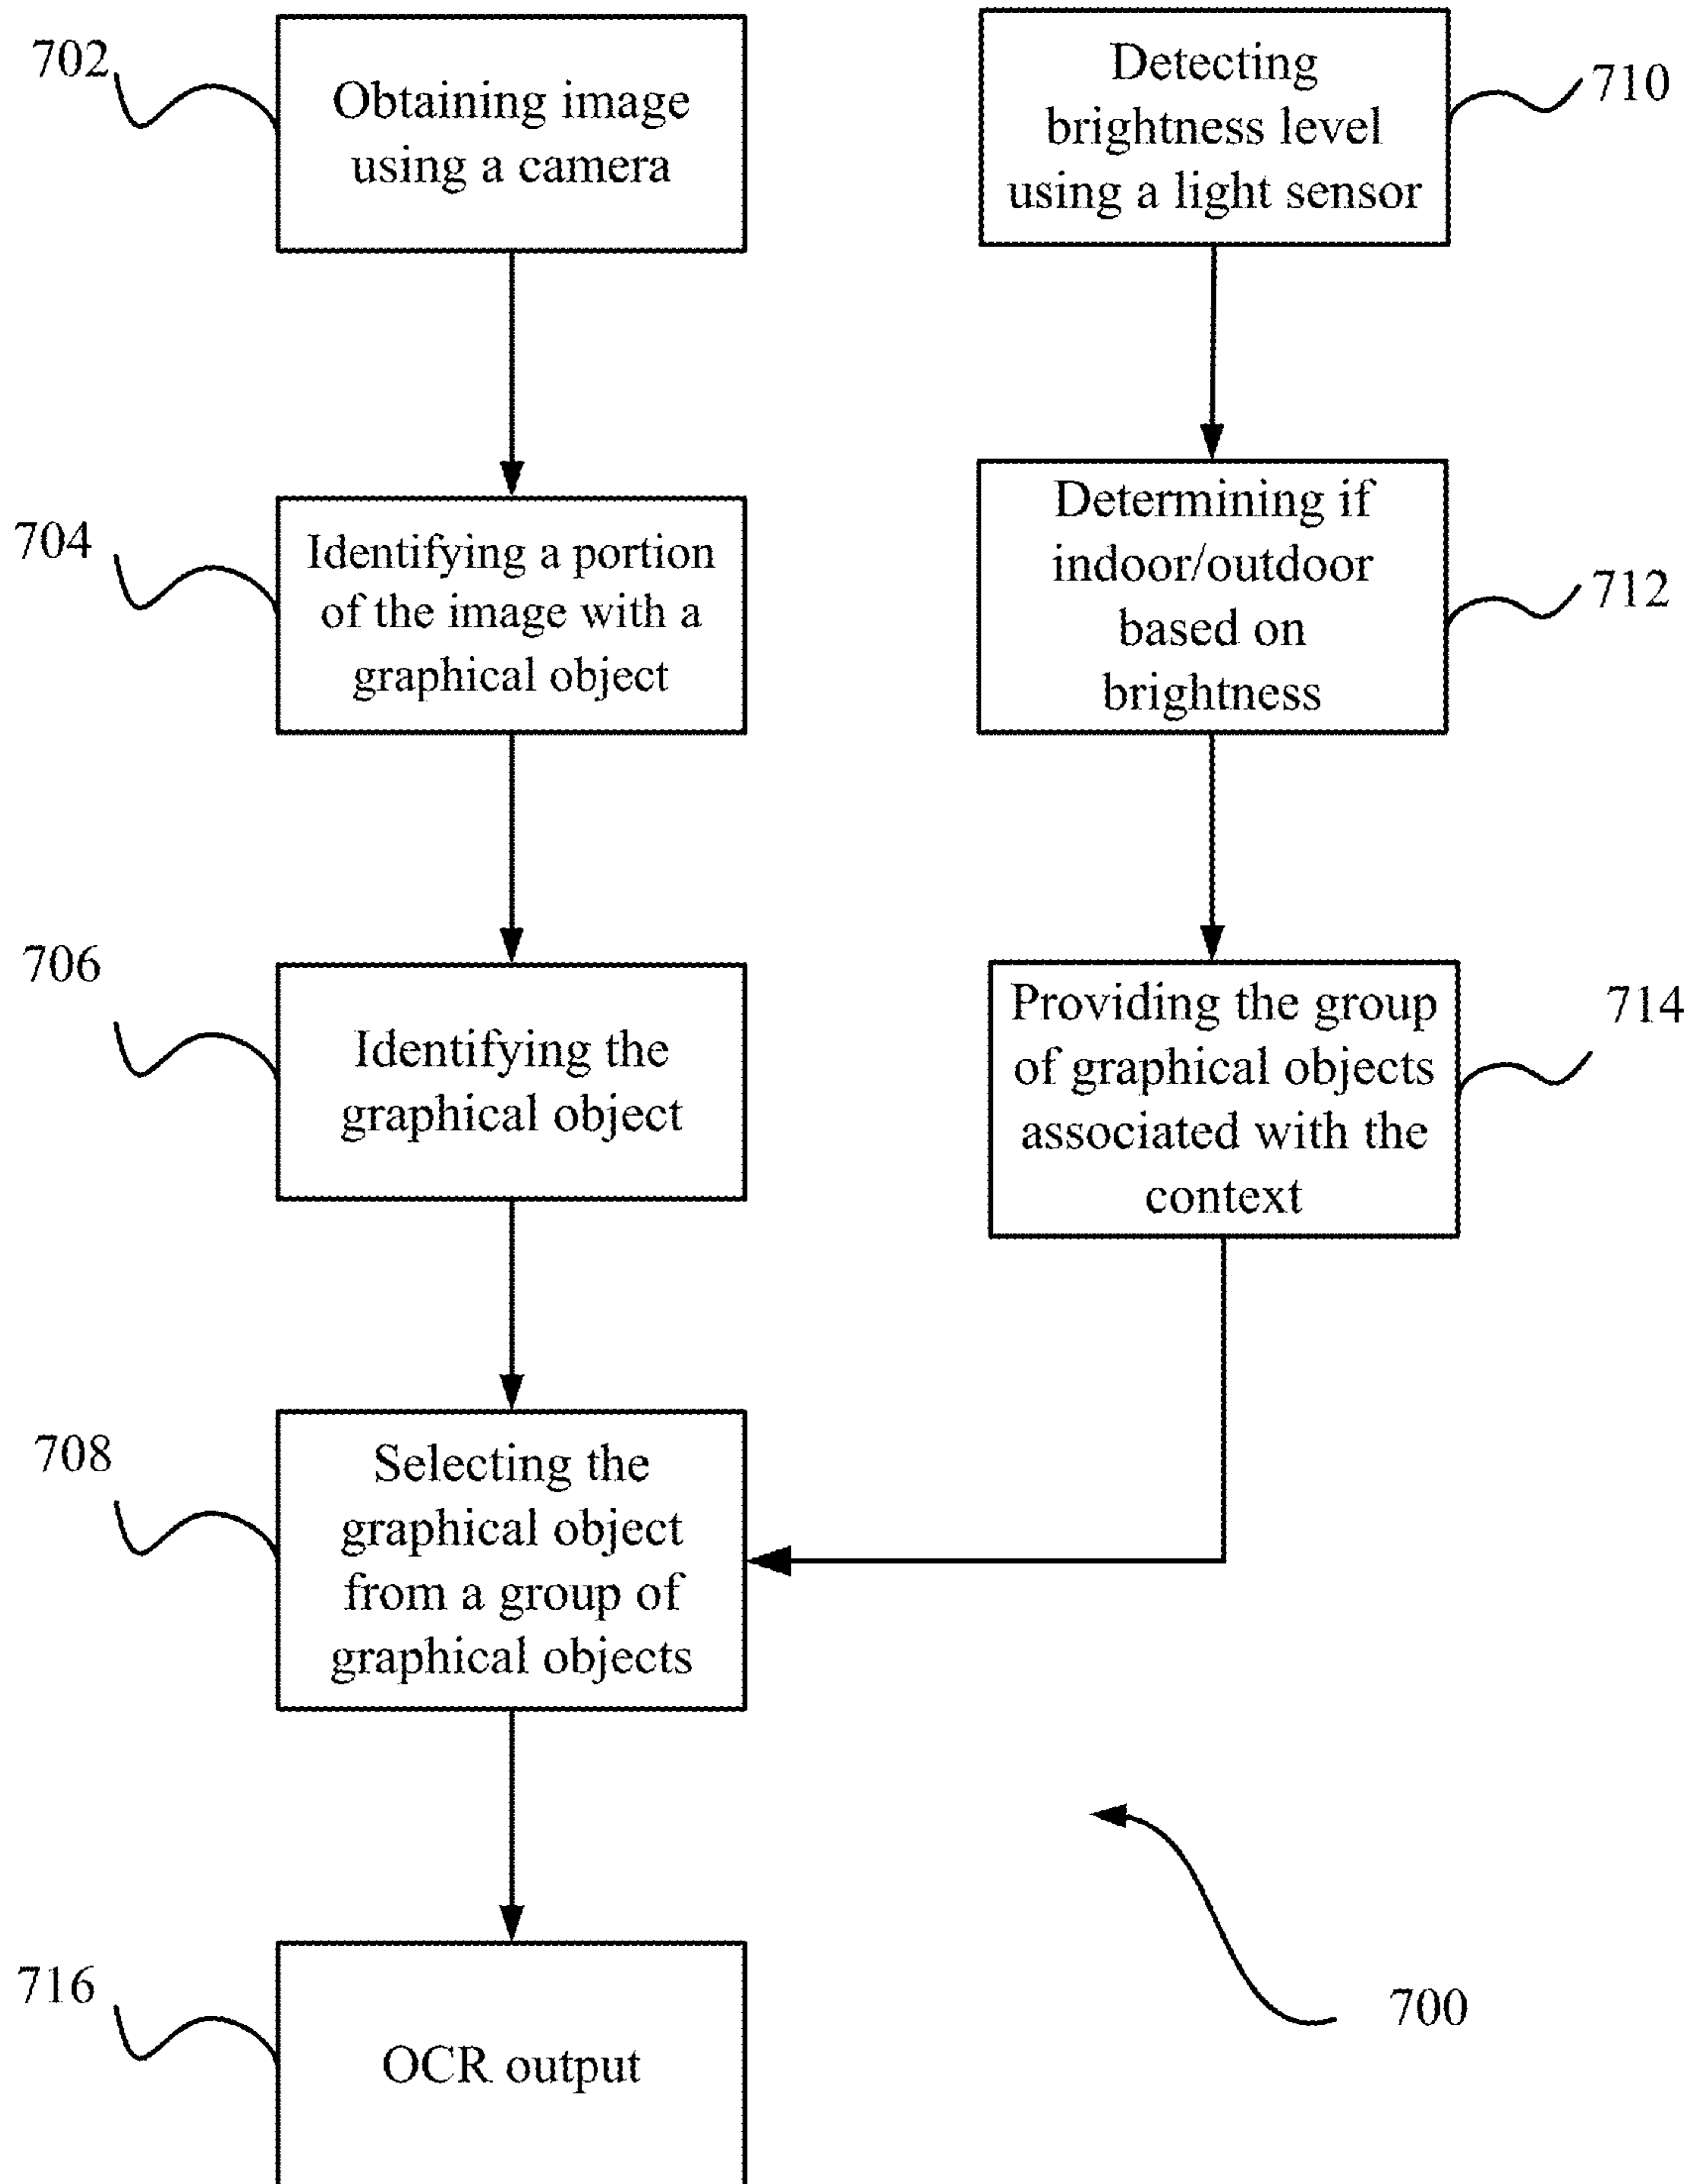 702
Obtaining image
using a camera
704
Identifying a portion
of the image with a
graphical object
706
Identifying the
graphical object
708
Selecting the
graphical object
from a group of
graphical objects
716
OCR output
Detecting
brightness level
using a light sensor
710
Determining if
indoor/outdoor
based on
brightness
712
Providing the group
of graphical objects
associated with the
context
714
700